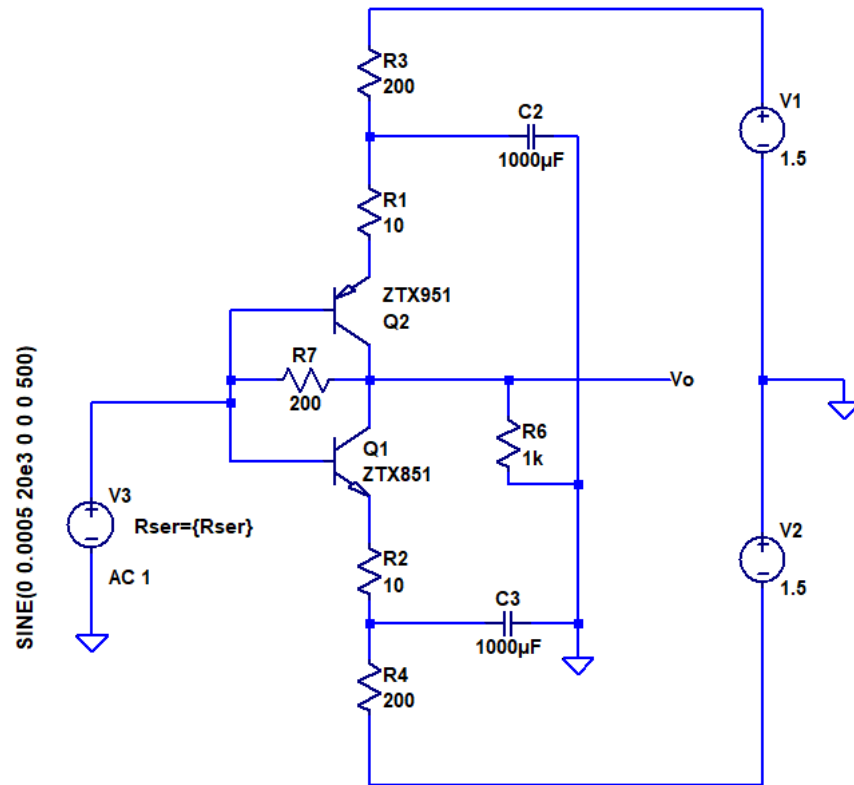 R3
200
V1
1.5
C2
1000µF
R1
10
ZTX951
Q2
R7
200
Vo
R6
1k
Q1
ZTX851
SINE(0 0.0005 20e3 0 0 0 500)
V3
Rser={Rser}
AC 1
R2
10
V2
1.5
C3
1000µF
R4
200